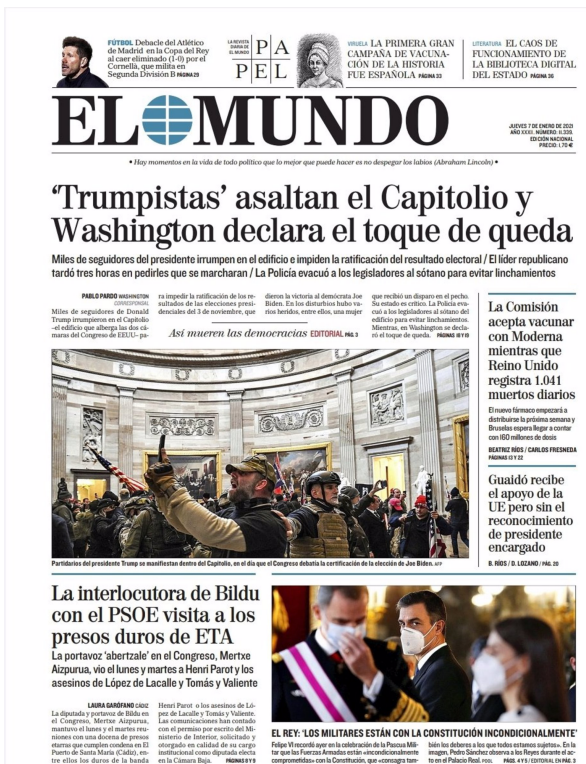 FÚTBOL Debacle del Atlético
de Madrid en la Copa del Rey
al caer eliminado (1-0) por el
Cornellà, que milita en
Segunda División B PÁGINA 29
LA REVISTA
DIARIA DE
EL MUNDO
PA
PEL
VIRUELA LA PRIMERA GRAN
CAMPAÑA DE VACUNA-
CIÓN DE LA HISTORIA
FUE ESPAÑOLA PÁGINA 33
LITERATURA EL CAOS DE
FUNCIONAMIENTO DE
LA BIBLIOTECA DIGITAL
DEL ESTADO PÁGINA 36
EL MUNDO
JUEVES 7 DE ENERO DE 2021
AÑO XXXII. NÚMERO: 11.339.
EDICIÓN NACIONAL
PRECIO: 1,70 €
• Hay momentos en la vida de todo político que lo mejor que puede hacer es no despegar los labios (Abraham Lincoln) •
‘Trumpistas’ asaltan el Capitolio y
Washington declara el toque de queda
Miles de seguidores del presidente irrumpen en el edificio e impiden la ratificación del resultado electoral / El líder republicano
tardó tres horas en pedirles que se marcharan / La Policía evacuó a los legisladores al sótano para evitar linchamientos
PABLO PARDO WASHINGTON
CORRESPONSAL
Miles de seguidores de Donald
Trump irrumpieron en el Capitolio
–el edificio que alberga las dos cá-
maras del Congreso de EEUU– pa-
ra impedir la ratificación de los re-
sultados de las elecciones presi-
denciales del 3 de noviembre, que
dieron la victoria al demócrata Joe
Biden. En los disturbios hubo va-
rios heridos, entre ellos, una mujer
que recibió un disparo en el pecho.
Su estado es crítico. La Policía eva-
cuó a los legisladores al sótano del
edificio para evitar linchamientos.
Mientras, en Washington se decla-
ró el toque de queda. PÁGINAS 18 Y 19
Así mueren las democracias EDITORIAL PÁG. 3
Partidarios del presidente Trump se manifiestan dentro del Capitolio, en el día que el Congreso debatía la certificación de la elección de Joe Biden. AFP
La Comisión
acepta vacunar
con Moderna
mientras que
Reino Unido
registra 1.041
muertos diarios
El nuevo fármaco empezará a
distribuirse la próxima semana y
Bruselas espera llegar a contar
con 160 millones de dosis
BEATRIZ RÍOS / CARLOS FRESNEDA
PÁGINAS 13 Y 22
Guaidó recibe
el apoyo de la
UE pero sin el
reconocimiento
de presidente
encargado
B. RÍOS / D. LOZANO / PÁG. 20
La interlocutora de Bildu
con el PSOE visita a los
presos duros de ETA
La portavoz ‘abertzale’ en el Congreso, Mertxe
Aizpurua, vio el lunes y martes a Henri Parot y los
asesinos de López de Lacalle y Tomás y Valiente
LAURA GARÓFANO CÁDIZ
La diputada y portavoz de Bildu en
el Congreso, Mertxe Aizpurua,
mantuvo el lunes y el martes reu-
niones con una docena de presos
etarras que cumplen condena en El
Puerto de Santa María (Cádiz), en-
tre ellos los duros de la banda
Henri Parot o los asesinos de Ló-
pez de Lacalle y Tomás y Valiente.
Las comunicaciones han contado
con el permiso por escrito del Mi-
nisterio de Interior, solicitado y
otorgado en calidad de su cargo
institucional como diputada electa
en la Cámara Baja. PÁGINAS 8 Y 9
EL REY: ‘LOS MILITARES ESTÁN CON LA CONSTITUCIÓN INCONDICIONALMENTE’
Felipe VI recordó ayer en la celebración de la Pascua Mili-
tar que las Fuerzas Armadas están «incondicionalmente
comprometidas» con la Constitución, que «consagra tam-
bién los deberes a los que todos estamos sujetos». En la
imagen, Pedro Sánchez observa a los Reyes durante el ac-
to en el Palacio Real. POOL PÁGS. 4 Y 5 / EDITORIAL EN PÁG. 3